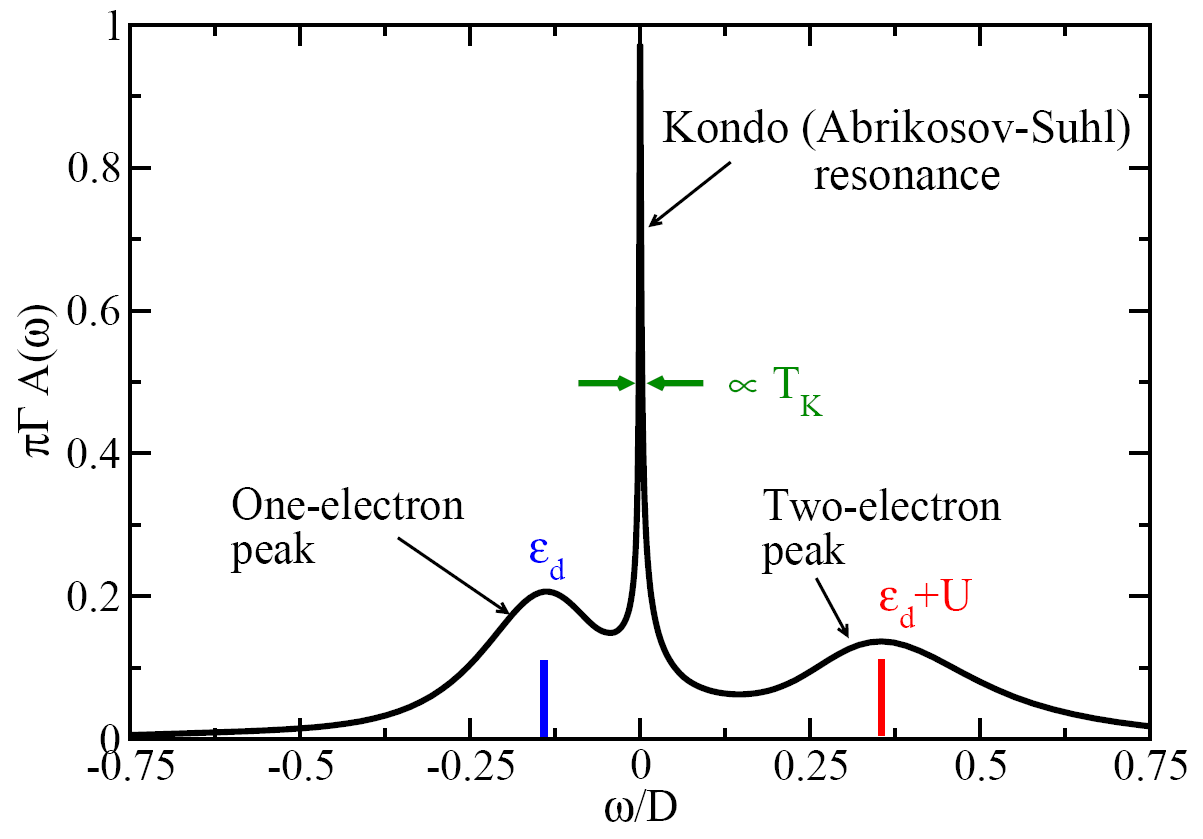 1
0.8
0.6
0.4
0.2
0
πΓ A(ω)
Kondo (Abrikosov-Suhl)
resonance
∝ T_K
One-electron
peak
ε_d
Two-electron
peak
ε_d+U
-0.75
-0.5
-0.25
0
0.25
0.5
0.75
ω/D